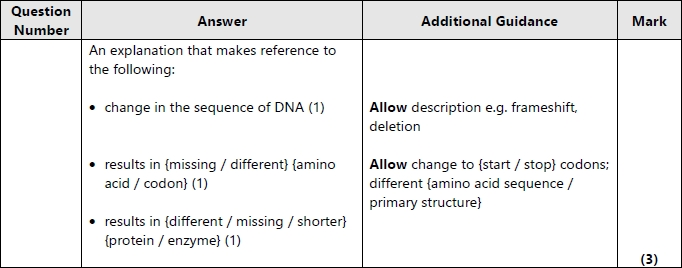 Question Number
Answer
Additional Guidance
Mark
An explanation that makes reference to
the following:
• change in the sequence of DNA (1)
Allow description e.g. frameshift,
deletion
• results in {missing / different} {amino
acid / codon} (1)
Allow change to {start / stop} codons;
different {amino acid sequence /
primary structure}
• results in {different / missing / shorter}
{protein / enzyme} (1)
(3)